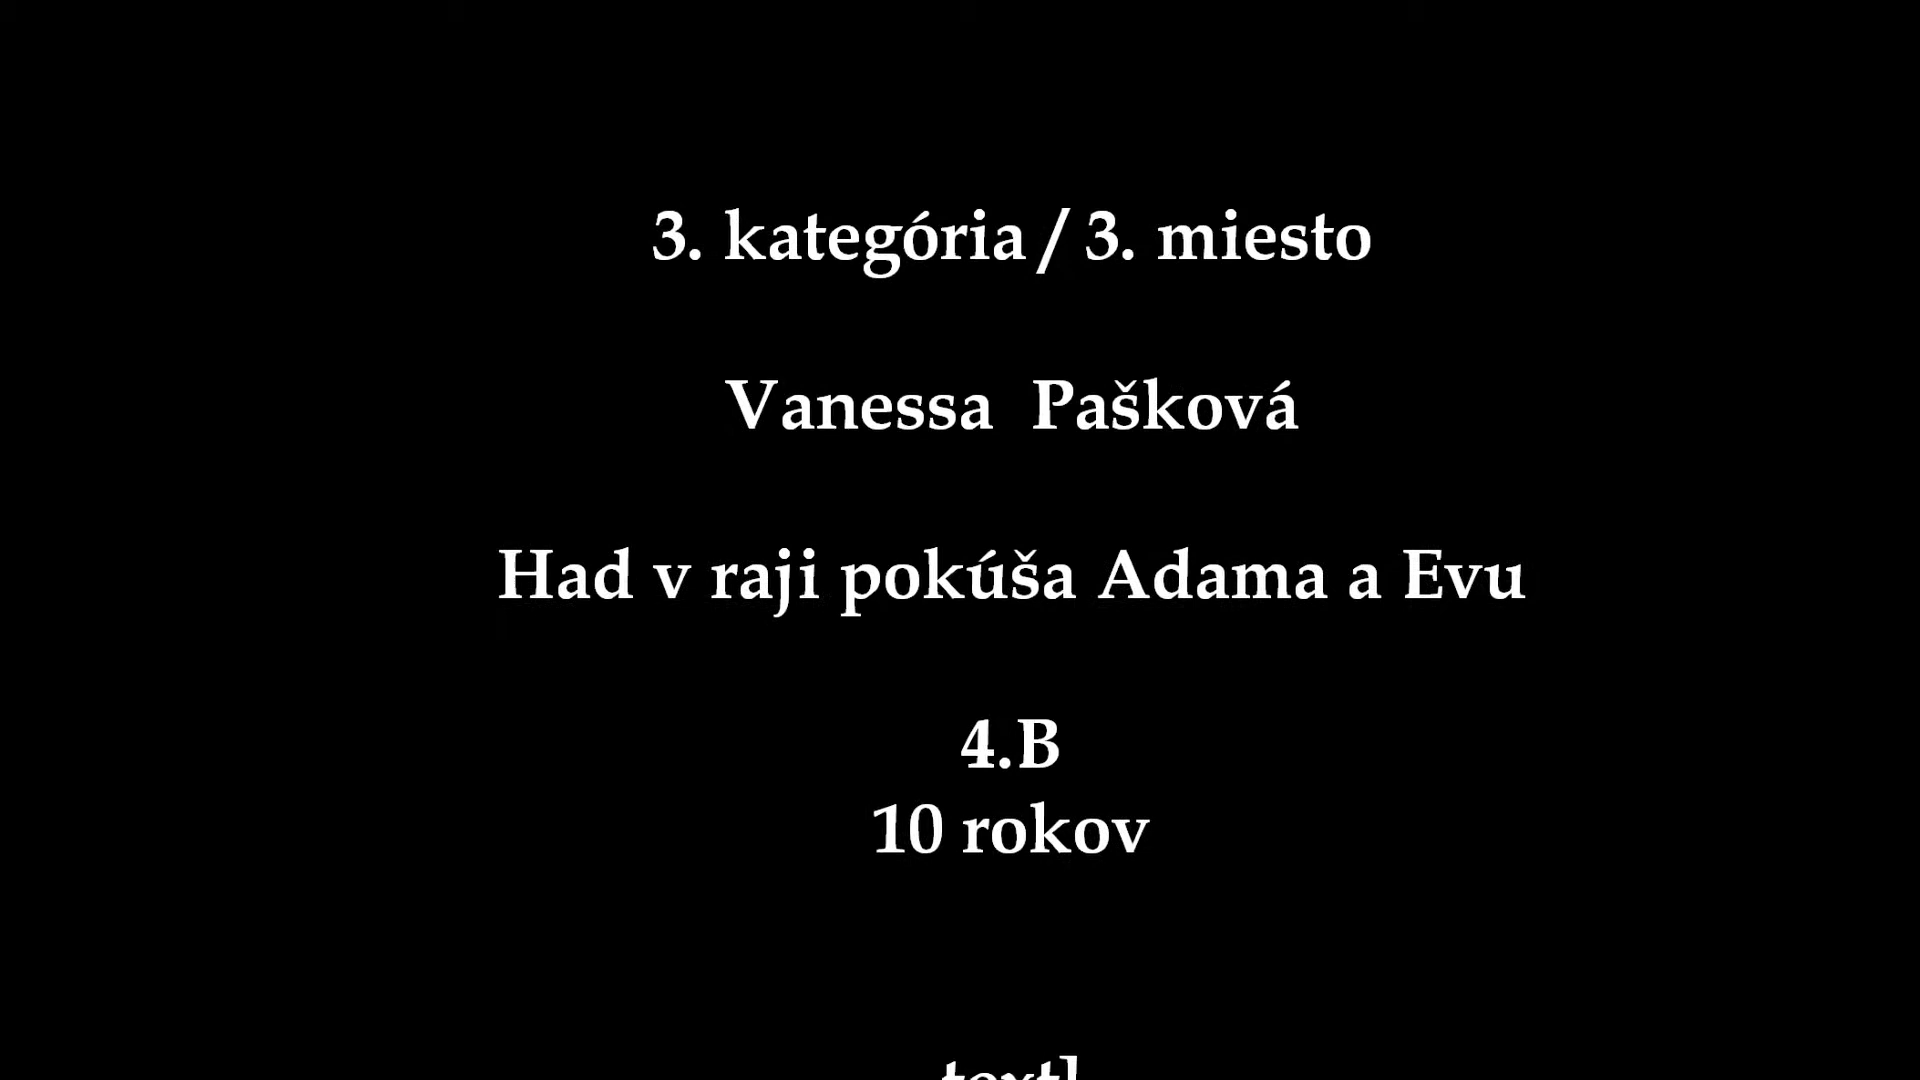 3. kategória / 3. miesto
Vanessa Pašková
Had v raji pokúša Adama a Evu
4.B
10 rokov